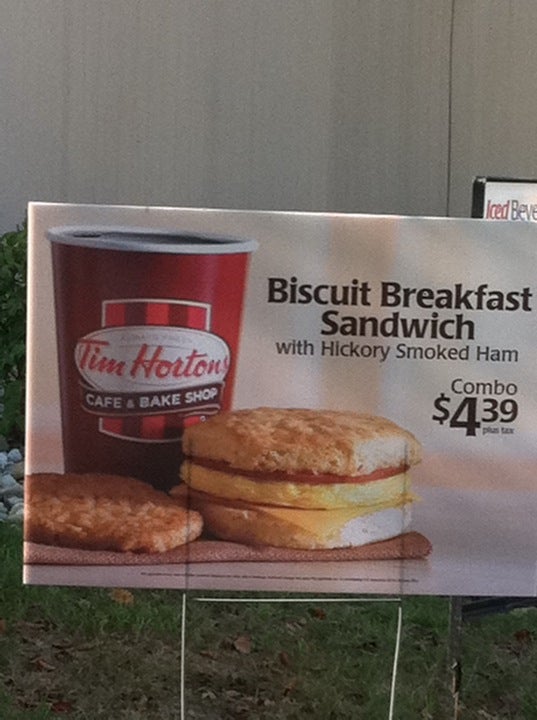 Iced Beve
Biscuit Breakfast
Sandwich
with Hickory Smoked Ham
Combo
$4.39
plus tax
Tim Hortons
CAFE & BAKE SHOP